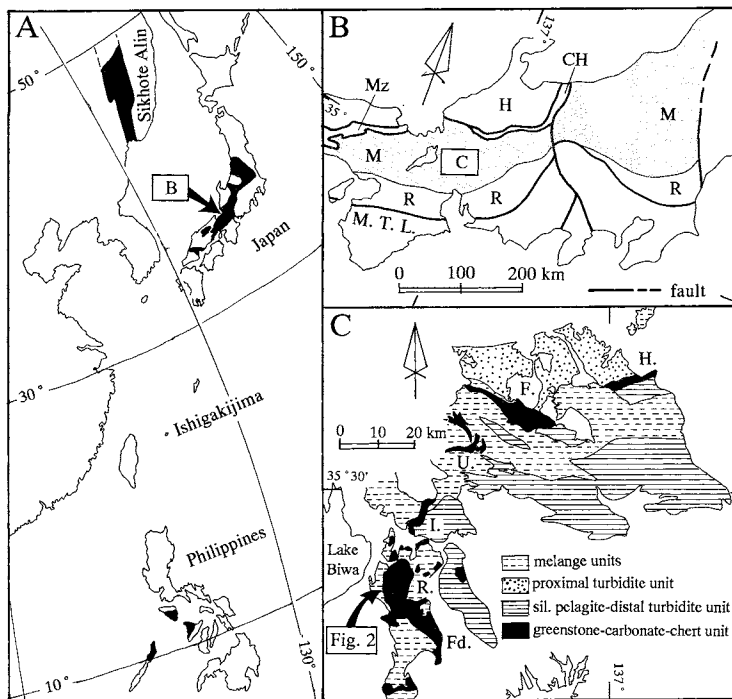 A
50°
150°
Sikhote Alin
B
Japan
30°
Ishigakijima
Philippines
10°
130°
B
137°
35°
Mz
H
CH
M
M
C
R
R
R
M. T. L.
0 100 200 km
fault
C
F.
H.
0 10 20 km
U.
35°30'
I.
Lake
Biwa
R.
Fig. 2
Fd.
melange units
proximal turbidite unit
sil. pelagite-distal turbidite unit
greenstone-carbonate-chert unit
137°